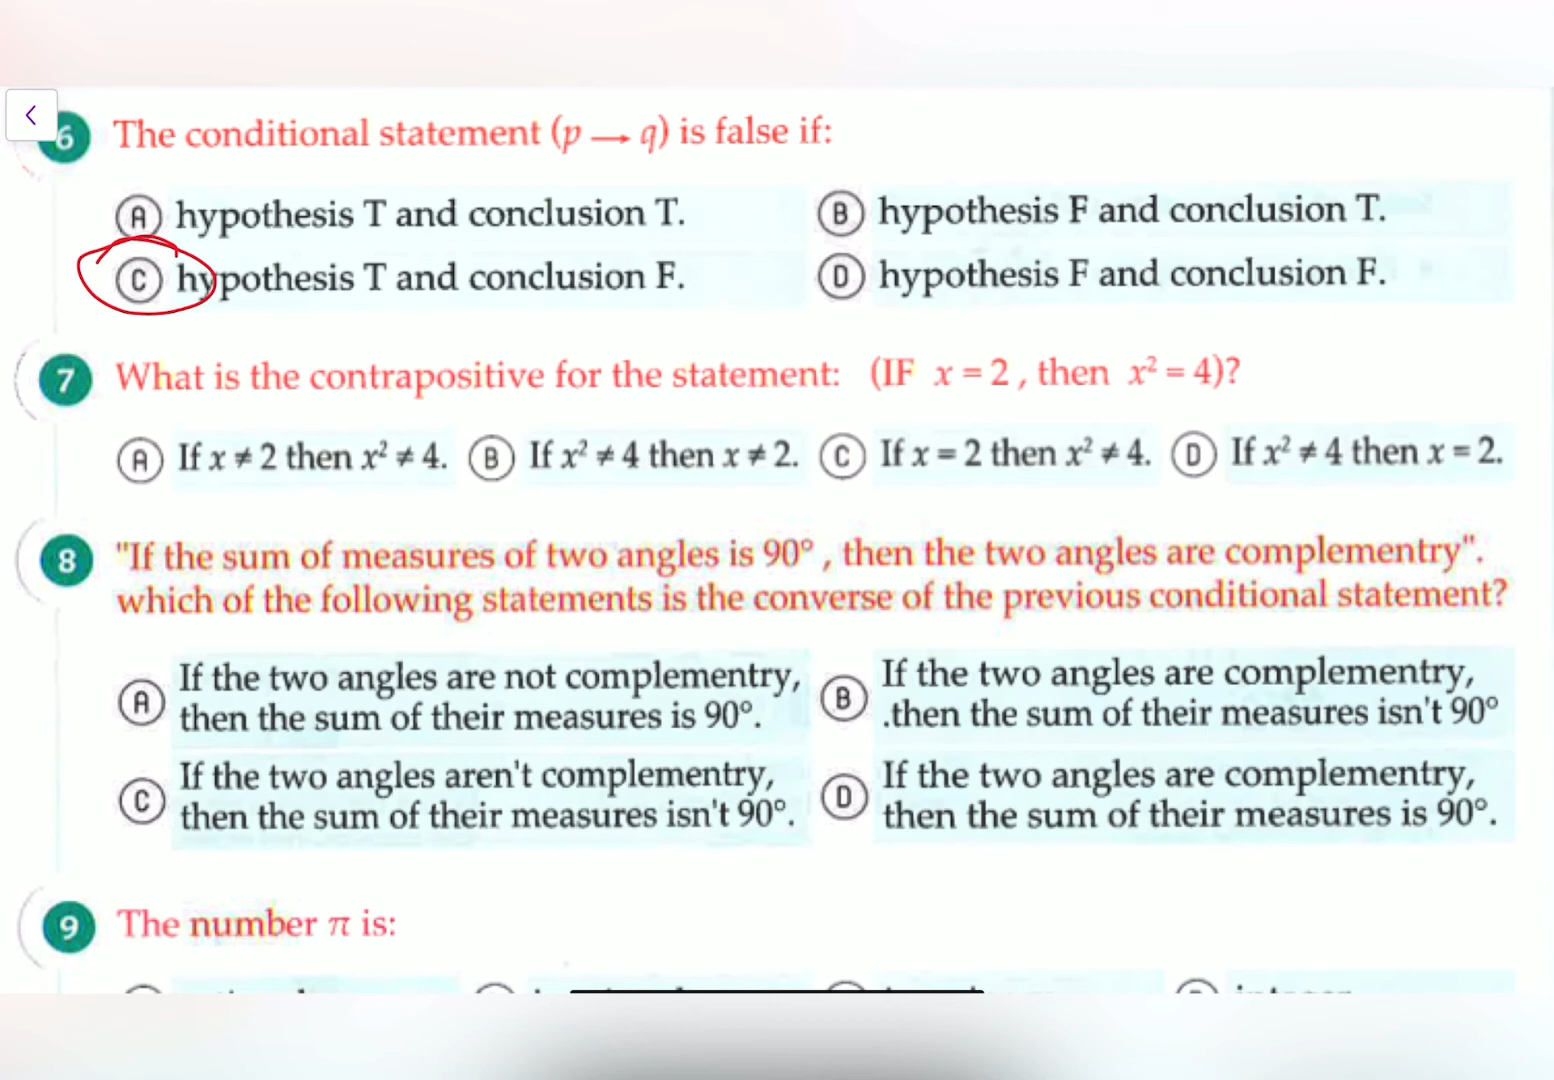 6 The conditional statement (p → q) is false if:
A hypothesis T and conclusion T. B hypothesis F and conclusion T.
C hypothesis T and conclusion F. D hypothesis F and conclusion F.
7 What is the contrapositive for the statement: (IF x = 2 , then x² = 4)?
A If x ≠ 2 then x² ≠ 4. B If x² ≠ 4 then x ≠ 2. C If x = 2 then x² ≠ 4. D If x² ≠ 4 then x = 2.
8 "If the sum of measures of two angles is 90° , then the two angles are complementry".
which of the following statements is the converse of the previous conditional statement?
A If the two angles are not complementry,
then the sum of their measures is 90°.
B If the two angles are complementry,
.then the sum of their measures isn't 90°
C If the two angles aren't complementry,
then the sum of their measures isn't 90°.
D If the two angles are complementry,
then the sum of their measures is 90°.
9 The number π is: